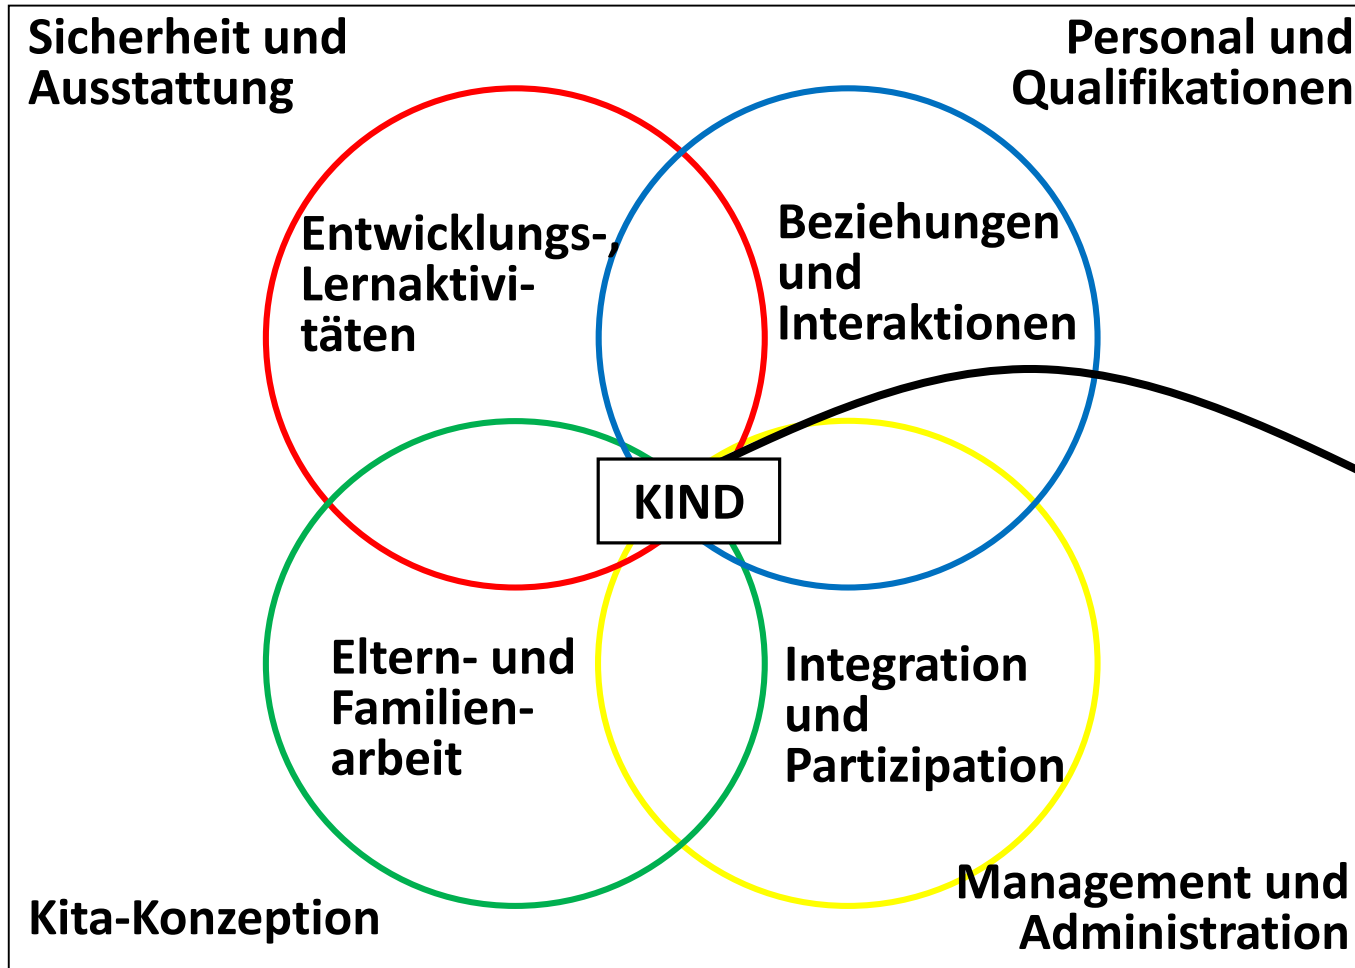 Sicherheit und
Ausstattung
Personal und
Qualifikationen
Entwicklungs-,
Lernaktivi-
täten
Beziehungen
und
Interaktionen
KIND
Eltern- und
Familien-
arbeit
Integration
und
Partizipation
Kita-Konzeption
Management und
Administration